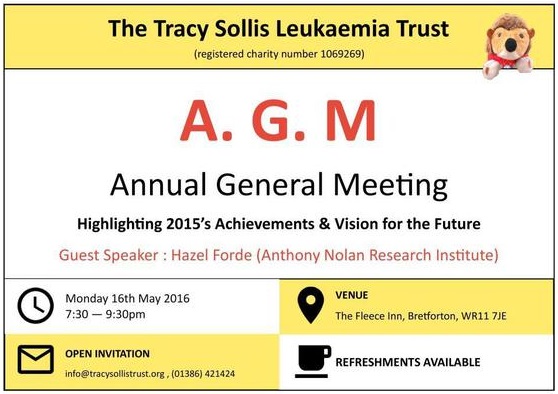 The Tracy Sollis Leukaemia Trust
(registered charity number 1069269)
A. G. M
Annual General Meeting
Highlighting 2015's Achievements & Vision for the Future
Guest Speaker : Hazel Forde (Anthony Nolan Research Institute)
Monday 16th May 2016
7:30 — 9:30pm
VENUE
The Fleece Inn, Bretforton, WR11 7JE
OPEN INVITATION
info@tracysollistrust.org , (01386) 421424
REFRESHMENTS AVAILABLE